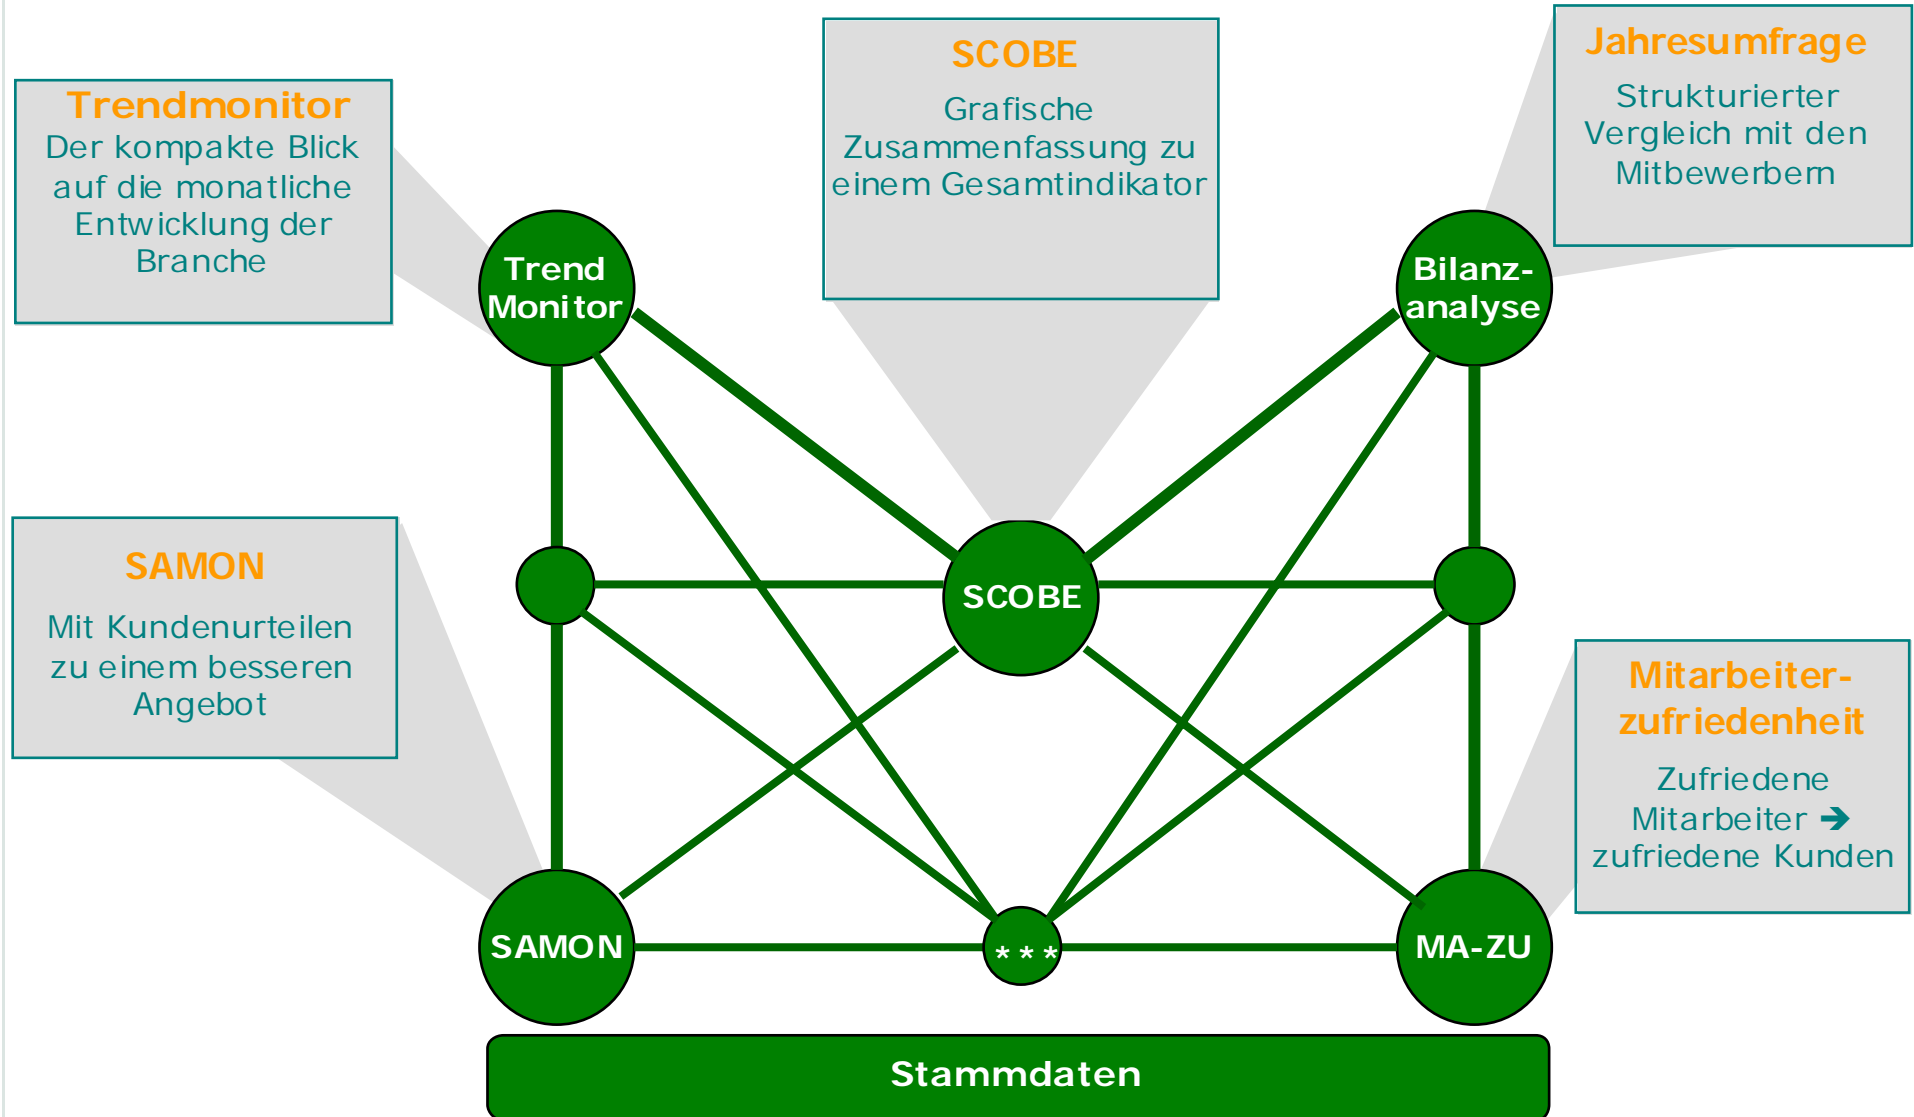 Trendmonitor
Der kompakte Blick
auf die monatliche
Entwicklung der
Branche
SCOBE
Grafische
Zusammenfassung zu
einem Gesamtindikator
Jahresumfrage
Strukturierter
Vergleich mit den
Mitbewerbern
Trend
Monitor
Bilanz-
analyse
SAMON
Mit Kundenurteilen
zu einem besseren
Angebot
SCOBE
Mitarbeiter-
zufriedenheit
Zufriedene
Mitarbeiter ➔
zufriedene Kunden
SAMON
***
MA-ZU
Stammdaten